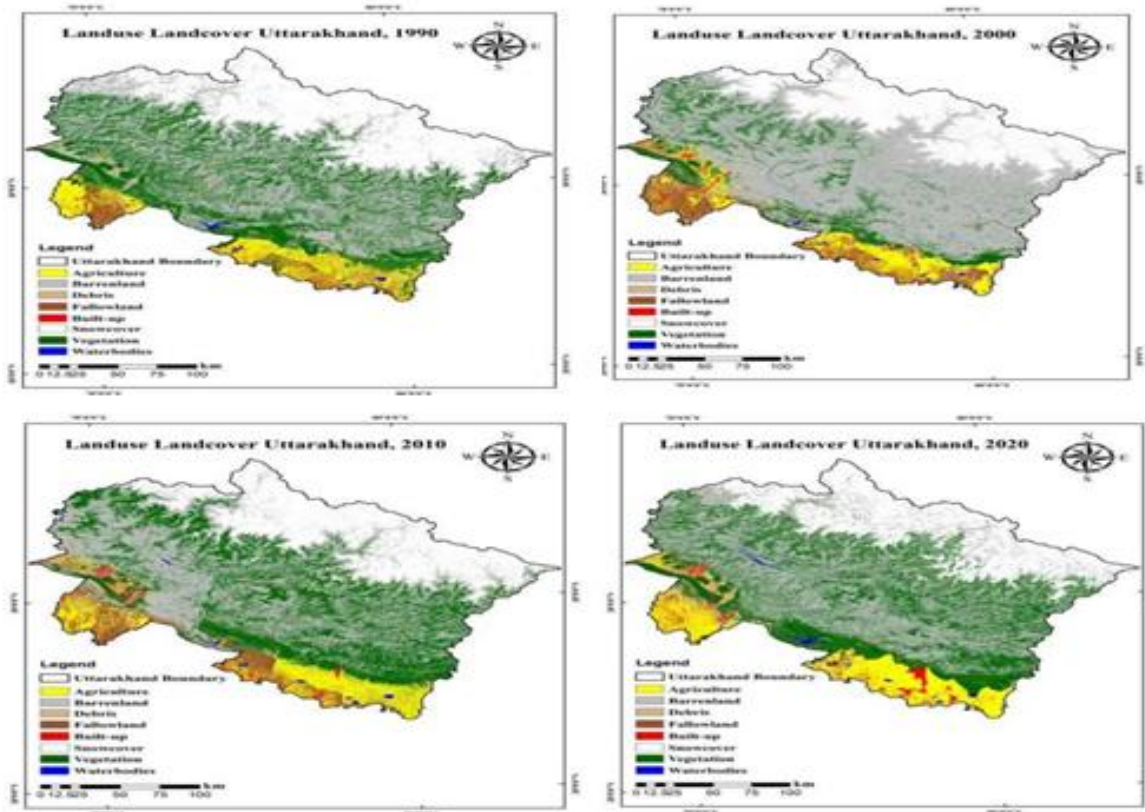 Landuse Landcover Uttarakhand, 1990
N
W E
S
Legend
Uttarakhand Boundary
Agriculture
Barrenland
Debris
Fallowland
Built-up
Snowcover
Vegetation
Waterbodies
km
0 12.525 50 75 100
Landuse Landcover Uttarakhand, 2000
N
W E
S
Legend
Uttarakhand Boundary
Agriculture
Barrenland
Debris
Fallowland
Built-up
Snowcover
Vegetation
Waterbodies
km
0 12.525 50 75 100
Landuse Landcover Uttarakhand, 2010
N
W E
S
Legend
Uttarakhand Boundary
Agriculture
Barrenland
Debris
Fallowland
Built-up
Snowcover
Vegetation
Waterbodies
km
0 12.525 50 75 100
Landuse Landcover Uttarakhand, 2020
N
W E
S
Legend
Uttarakhand Boundary
Agriculture
Barrenland
Debris
Fallowland
Built-up
Snowcover
Vegetation
Waterbodies
km
0 12.525 50 75 100